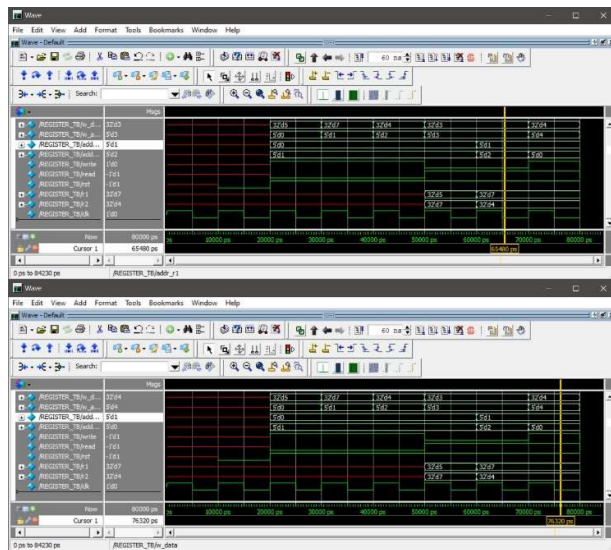 Wave
File Edit View Add Format Tools Bookmarks Window Help
Wave - Default
60 ns
Search:
Msgs
/REGISTER_TB/w_d... 32'd3 32'd5 32'd7 32'd4 32'd3 32'd4
/REGISTER_TB/w_a... 5'd3 5'd0 5'd1 5'd2 5'd3 5'd4
/REGISTER_TB/add... 5'd1 5'd0 5'd1
/REGISTER_TB/add... 5'd2 5'd1 5'd2 5'd0
/REGISTER_TB/write 1'd0
/REGISTER_TB/read -1'd1
/REGISTER_TB/rst -1'd1
/REGISTER_TB/r1 32'd7 32'd5 32'd7
/REGISTER_TB/r2 32'd4 32'd7 32'd4
/REGISTER_TB/clk 1'd0
Now 80000 ps ps 10000 ps 20000 ps 30000 ps 40000 ps 50000 ps 60000 ps 70000 ps 80000 ps
Cursor 1 65480 ps 65480 ps
0 ps to 84230 ps /REGISTER_TB/addr_r1
Wave
File Edit View Add Format Tools Bookmarks Window Help
Wave - Default
60 ns
Search:
Msgs
/REGISTER_TB/w_d... 32'd4 32'd5 32'd7 32'd4 32'd3 32'd4
/REGISTER_TB/w_a... 5'd4 5'd0 5'd1 5'd2 5'd3 5'd4
/REGISTER_TB/add... 5'd1 5'd0 5'd1
/REGISTER_TB/add... 5'd0 5'd1 5'd2 5'd0
/REGISTER_TB/write -1'd1
/REGISTER_TB/read -1'd1
/REGISTER_TB/rst -1'd1
/REGISTER_TB/r1 32'd7 32'd5 32'd7
/REGISTER_TB/r2 32'd4 32'd7 32'd4
/REGISTER_TB/clk 1'd0
Now 80000 ps ps 10000 ps 20000 ps 30000 ps 40000 ps 50000 ps 60000 ps 70000 ps 80000 ps
Cursor 1 76320 ps 76320 ps
0 ps to 84230 ps /REGISTER_TB/w_data